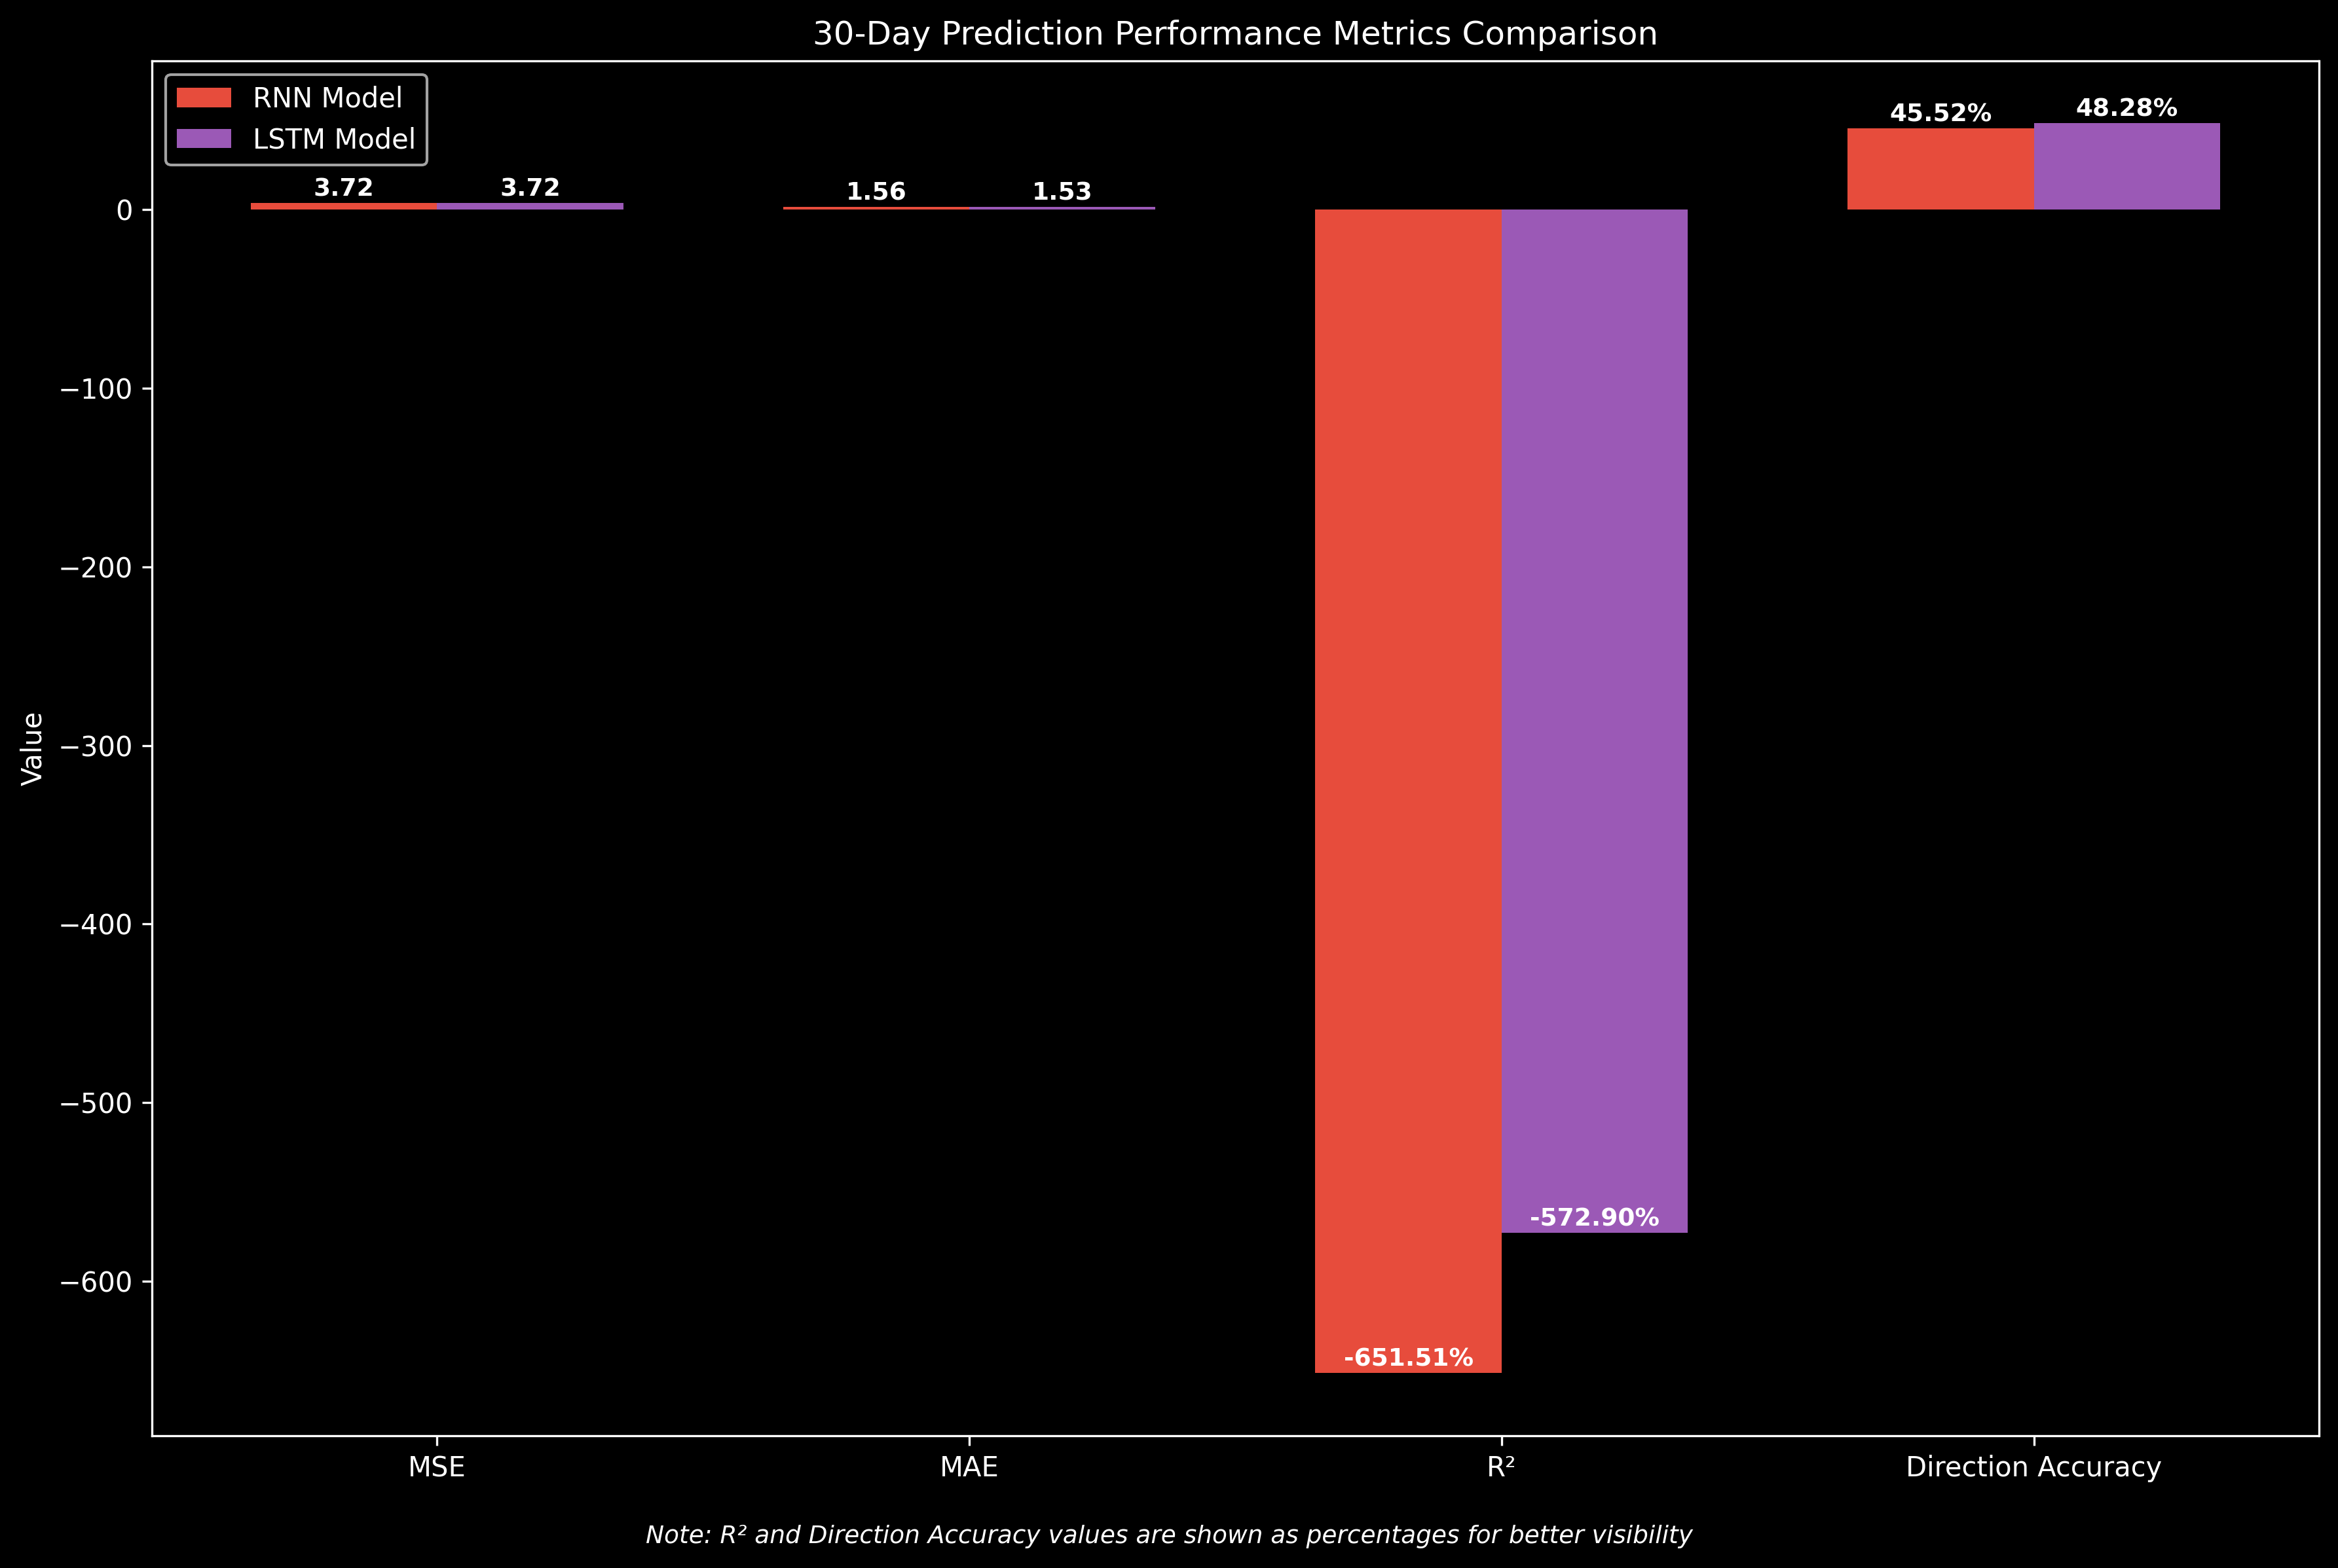 30-Day Prediction Performance Metrics Comparison
RNN Model
LSTM Model
45.52%
48.28%
3.72
3.72
1.56
1.53
0
−100
−200
−300
−400
−500
−600
Value
-572.90%
-651.51%
MSE
MAE
R²
Direction Accuracy
Note: R² and Direction Accuracy values are shown as percentages for better visibility